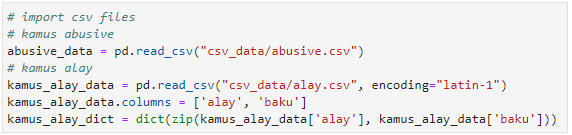 # import csv files
# kamus abusive
abusive_data = pd.read_csv("csv_data/abusive.csv")
# kamus alay
kamus_alay_data = pd.read_csv("csv_data/alay.csv", encoding="latin-1")
kamus_alay_data.columns = ['alay', 'baku']
kamus_alay_dict = dict(zip(kamus_alay_data['alay'], kamus_alay_data['baku']))